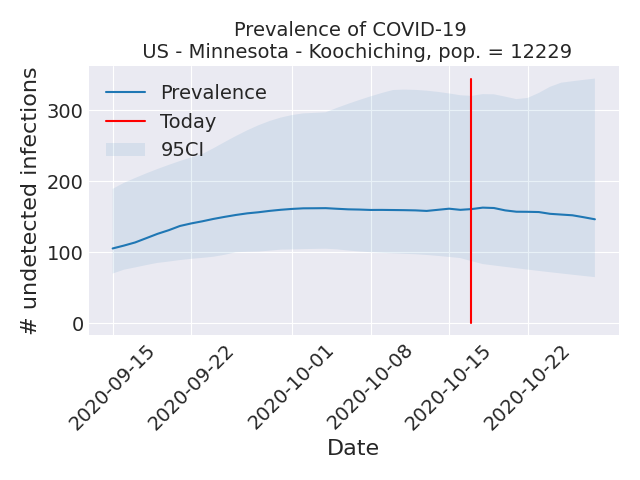 Prevalence of COVID-19
US - Minnesota - Koochiching, pop. = 12229
# undetected infections
300
200
100
0
Prevalence
Today
95CI
2020-09-15
2020-09-22
2020-10-01
2020-10-08
2020-10-15
2020-10-22
Date